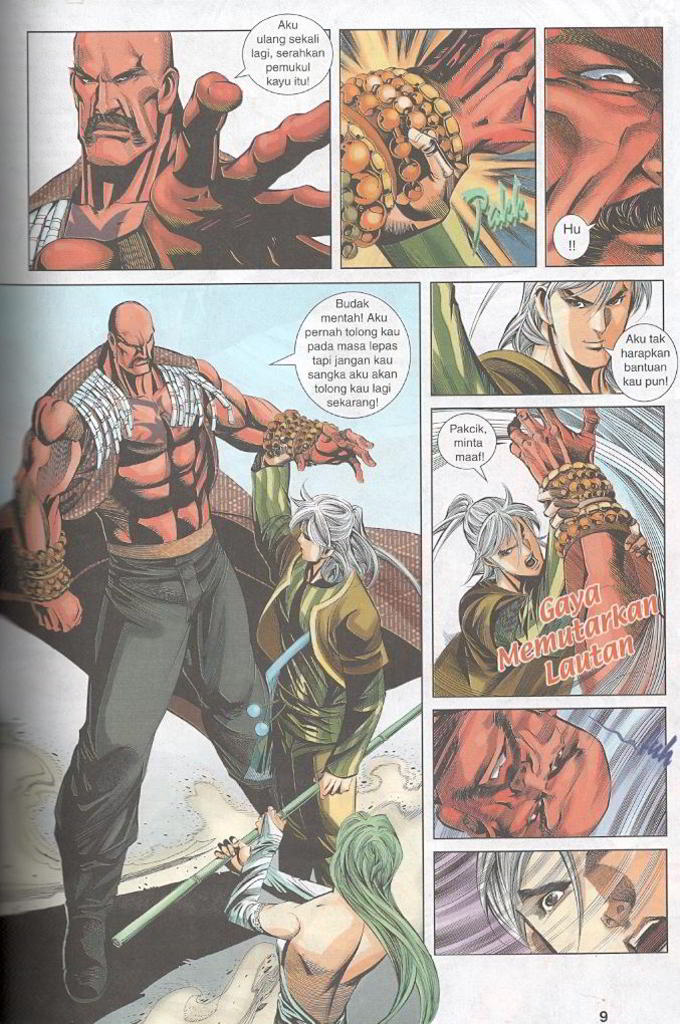 Aku
ulang sekali
lagi, serahkan
pemukul
kayu itu!
Pakk
Hu
!!
Budak
mentah! Aku
pernah tolong kau
pada masa lepas
tapi jangan kau
sangka aku akan
tolong kau lagi
sekarang!
Aku tak
harapkan
bantuan
kau pun!
Pakcik,
minta
maaf!
Gaya
Memutarkan
Lautan
9